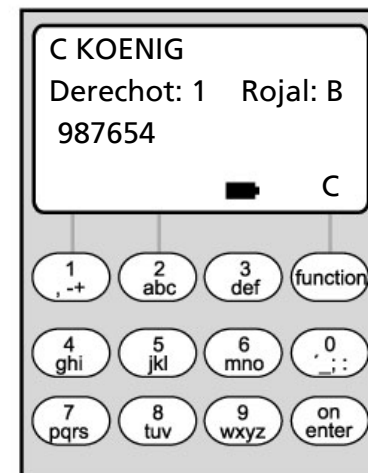 C KOENIG
Derechot: 1 Rojal: B
987654
C
1 2 3 function
, -+ abc def
4 5 6 0
ghi jkl mno ´_; :
7 8 9 on
pqrs tuv wxyz enter